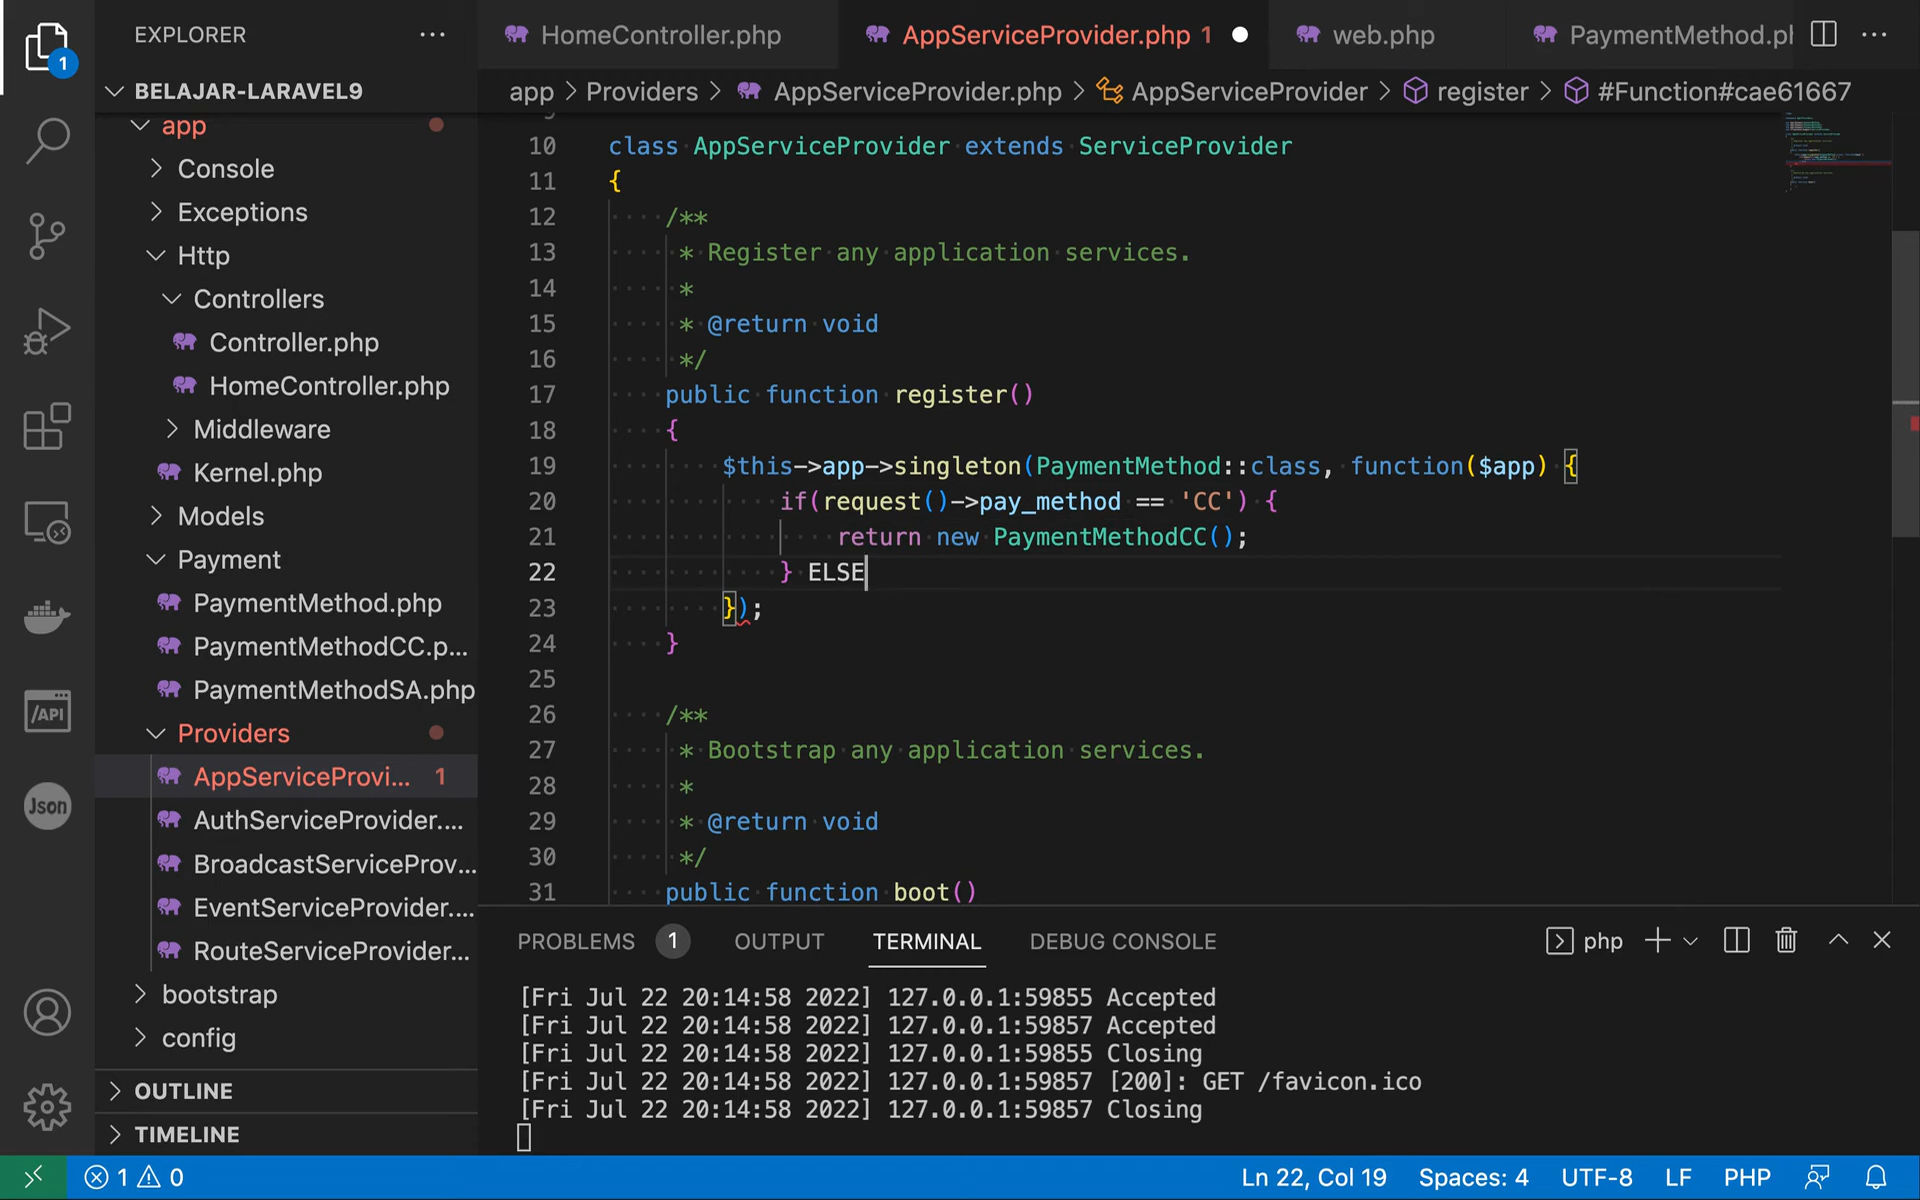 EXPLORER
BELAJAR-LARAVEL9
app
Console
Exceptions
Http
Controllers
Controller.php
HomeController.php
Middleware
Kernel.php
Models
Payment
PaymentMethod.php
PaymentMethodCC.p...
PaymentMethodSA.php
Providers
AppServiceProvi... 1
AuthServiceProvider....
BroadcastServiceProv...
EventServiceProvider....
RouteServiceProvider...
bootstrap
config
OUTLINE
TIMELINE
1
/API
Json
HomeController.php
AppServiceProvider.php 1
web.php
PaymentMethod.ph
app > Providers > AppServiceProvider.php > AppServiceProvider > register > #Function#cae61667
10 class AppServiceProvider extends ServiceProvider
11 {
12 /**
13 * Register any application services.
14 *
15 * @return void
16 */
17 public function register()
18 {
19 $this->app->singleton(PaymentMethod::class, function($app) {
20 if(request()->pay_method == 'CC') {
21 return new PaymentMethodCC();
22 } ELSE
23 });
24 }
25
26 /**
27 * Bootstrap any application services.
28 *
29 * @return void
30 */
31 public function boot()
PROBLEMS 1 OUTPUT TERMINAL DEBUG CONSOLE php
[Fri Jul 22 20:14:58 2022] 127.0.0.1:59855 Accepted
[Fri Jul 22 20:14:58 2022] 127.0.0.1:59857 Accepted
[Fri Jul 22 20:14:58 2022] 127.0.0.1:59855 Closing
[Fri Jul 22 20:14:58 2022] 127.0.0.1:59857 [200]: GET /favicon.ico
[Fri Jul 22 20:14:58 2022] 127.0.0.1:59857 Closing
1 0 Ln 22, Col 19 Spaces: 4 UTF-8 LF PHP